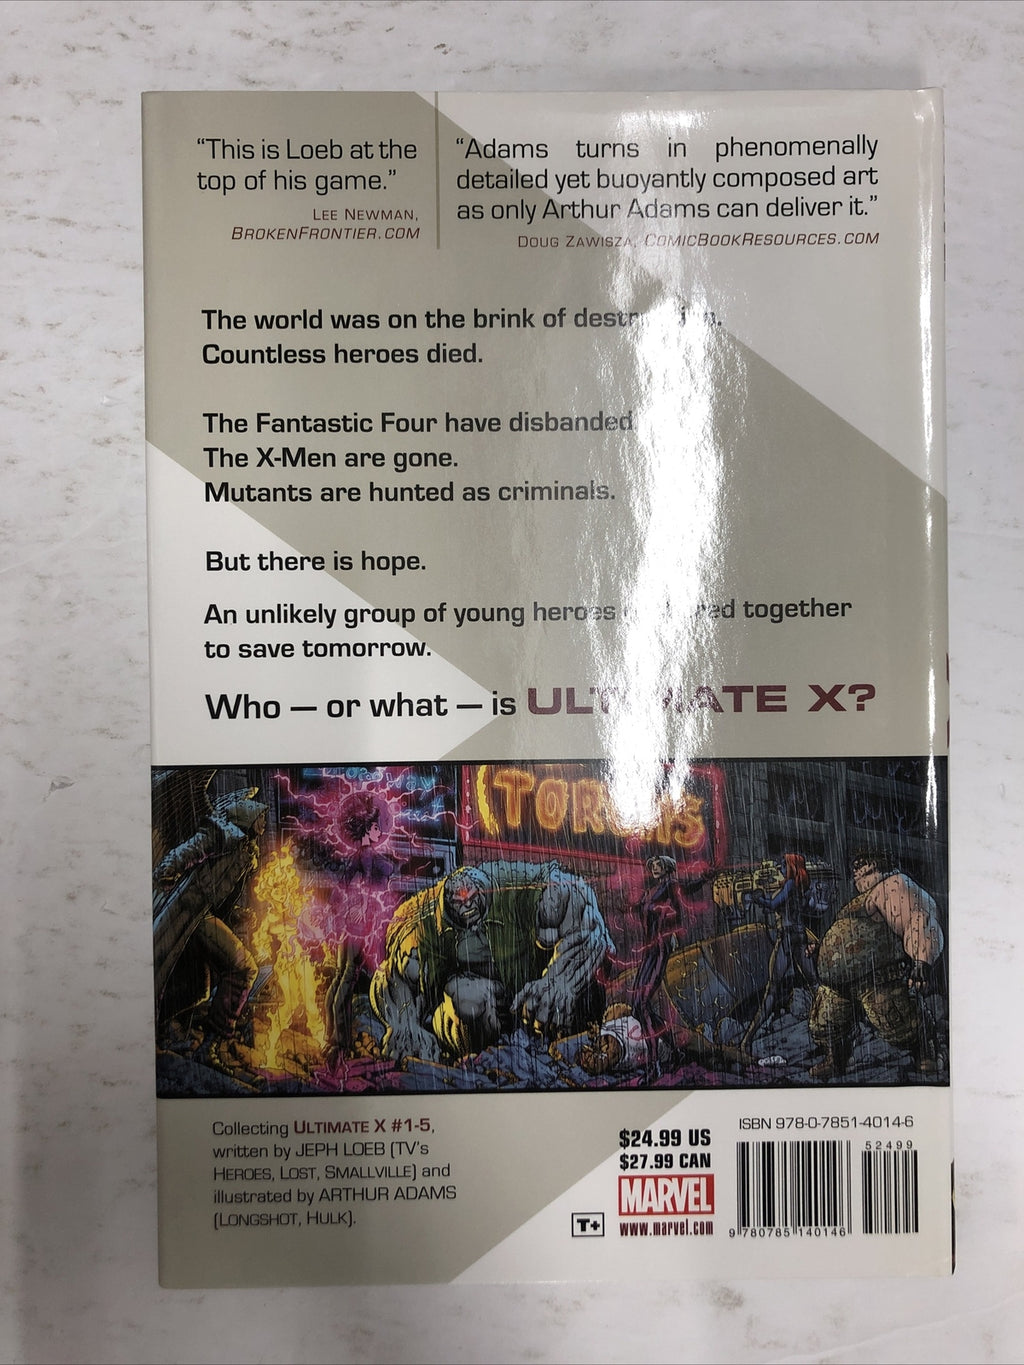 “This is Loeb at the
top of his game.”
LEE NEWMAN,
BROKENFRONTIER.COM
“Adams turns in phenomenally
detailed yet buoyantly composed art
as only Arthur Adams can deliver it.”
DOUG ZAWISZA, COMICBOOKRESOURCES.COM
The world was on the brink of
Countless heroes died.
The Fantastic Four have disbanded
The X-Men are gone.
Mutants are hunted as criminals.
But there is hope.
An unlikely group of young heroes together
to save tomorrow.
Who — or what — is ULTIMATE X?
Collecting ULTIMATE X #1-5,
written by JEPH LOEB (TV’s
HEROES, LOST, SMALLVILLE) and
illustrated by ARTHUR ADAMS
(LONGSHOT, HULK).
T+
$24.99 US
$27.99 CAN
MARVEL
www.marvel.com
ISBN 978-0-7851-4014-6
52499
9 780785 140146